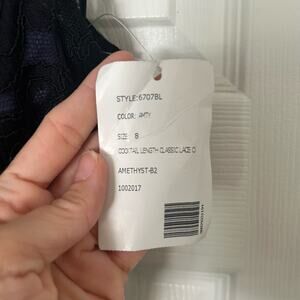 STYLE:6707BL
COLOR: AMTY
SIZE: 8
COCKTAIL LENGTH CLASSIC LACE O
AMETHYST-B2
1002017